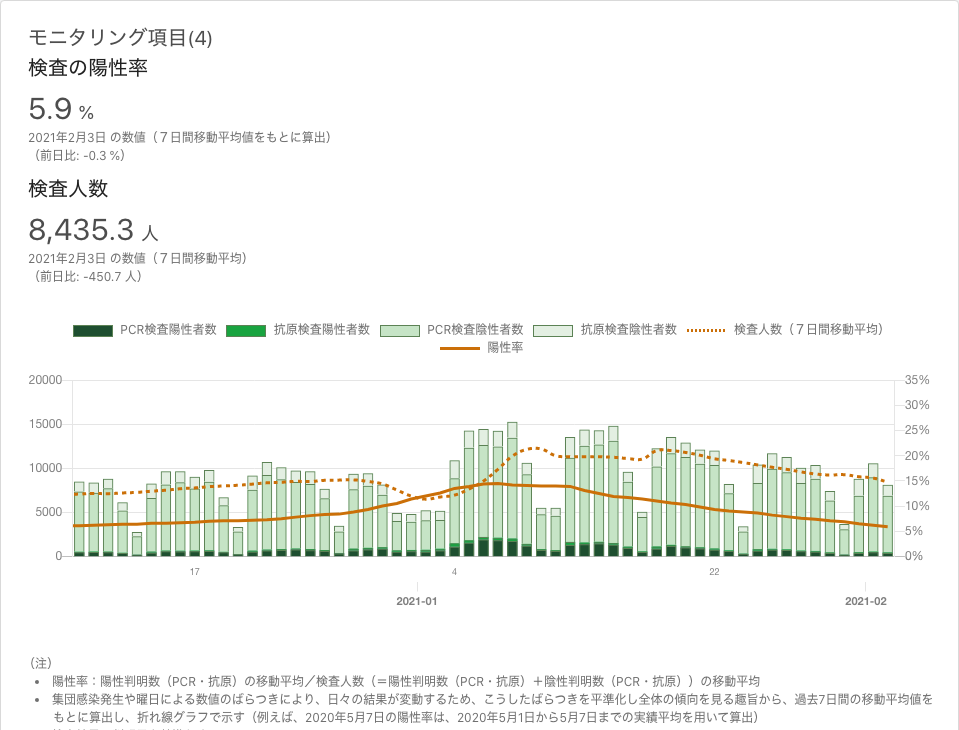 モニタリング項目(4)
検査の陽性率
5.9 %
2021年2月3日 の数値（７日間移動平均値をもとに算出）
（前日比: -0.3 %）
検査人数
8,435.3 人
2021年2月3日 の数値（７日間移動平均）
（前日比: -450.7 人）
PCR検査陽性者数 抗原検査陽性者数 PCR検査陰性者数 抗原検査陰性者数 検査人数（７日間移動平均）
陽性率
20000 35%
30%
15000 25%
20%
10000 15%
10%
5000 5%
0 0%
17 4 22
2021-01 2021-02
（注）
• 陽性率：陽性判明数（PCR・抗原）の移動平均／検査人数（＝陽性判明数（PCR・抗原）＋陰性判明数（PCR・抗原））の移動平均
• 集団感染発生や曜日による数値のばらつきにより、日々の結果が変動するため、こうしたばらつきを平準化し全体の傾向を見る趣旨から、過去7日間の移動平均値を
もとに算出し、折れ線グラフで示す（例えば、2020年5月7日の陽性率は、2020年5月1日から5月7日までの実績平均を用いて算出）